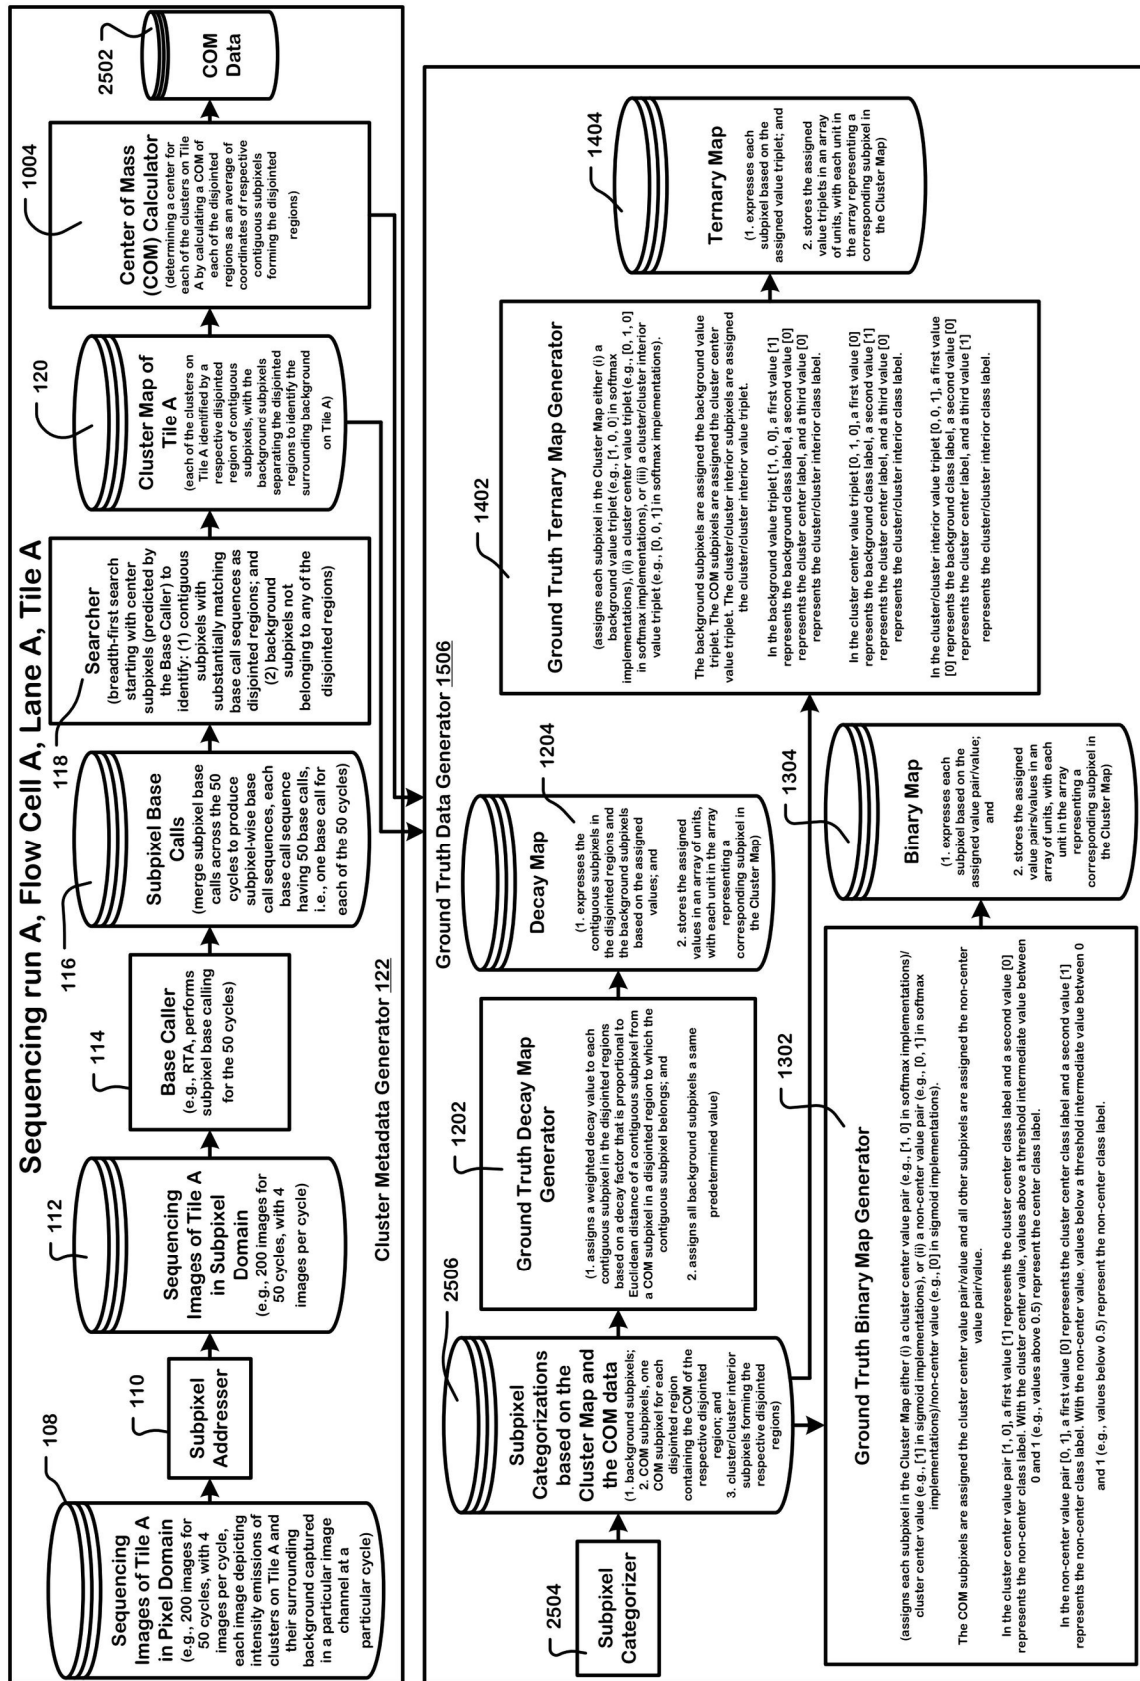 Sequencing run A, Flow Cell A, Lane A, Tile A
108
Sequencing
Images of Tile A
in Pixel Domain
(e.g., 200 images for
50 cycles, with 4
images per cycle,
each image depicting
intensity emissions of
clusters on Tile A and
their surrounding
background captured
in a particular image
channel at a
particular cycle)
110
Subpixel
Addresser
112
Sequencing
Images of Tile A
in Subpixel
Domain
(e.g., 200 images for
50 cycles, with 4
images per cycle)
114
Base Caller
(e.g., RTA, performs
subpixel base calling
for the 50 cycles)
116
Subpixel Base
Calls
(merge subpixel base
calls across the 50
cycles to produce
subpixel-wise base
call sequences, each
base call sequence
having 50 base calls,
i.e., one base call for
each of the 50 cycles)
118
Searcher
(breadth-first search
starting with center
subpixels (predicted by
the Base Caller) to
identify: (1) contiguous
subpixels with
substantially matching
base call sequences as
disjointed regions; and
(2) background
subpixels not
belonging to any of the
disjointed regions)
120
Cluster Map of
Tile A
(each of the clusters on
Tile A identified by a
respective disjointed
region of contiguous
subpixels, with the
background subpixels
separating the disjointed
regions to identify the
surrounding background
on Tile A)
1004
Center of Mass
(COM) Calculator
(determining a center for
each of the clusters on Tile
A by calculating a COM of
each of the disjointed
regions as an average of
coordinates of respective
contiguous subpixels
forming the disjointed
regions)
2502
COM
Data
Cluster Metadata Generator 122
Ground Truth Data Generator 1506
2504
Subpixel
Categorizer
2506
Subpixel
Categorizations
based on the
Cluster Map and
the COM data
(1. background subpixels;
2. COM subpixels, one
COM subpixel for each
disjointed region
containing the COM of the
respective disjointed
region; and
3. cluster/cluster interior
subpixels forming the
respective disjointed
regions)
1202
Ground Truth Decay Map
Generator
(1. assigns a weighted decay value to each
contiguous subpixel in the disjointed regions
based on a decay factor that is proportional to
Euclidean distance of a contiguous subpixel from
a COM subpixel in a disjointed region to which the
contiguous subpixel belongs; and
2. assigns all background subpixels a same
predetermined value)
1204
Decay Map
(1. expresses the
contiguous subpixels in
the disjointed regions and
the background subpixels
based on the assigned
values; and
2. stores the assigned
values in an array of units,
with each unit in the array
representing a
corresponding subpixel in
the Cluster Map)
1402
Ground Truth Ternary Map Generator
(assigns each subpixel in the Cluster Map either (i) a
background value triplet (e.g., [1, 0, 0] in softmax
implementations), (ii) a cluster center value triplet (e.g., [0, 1, 0]
in softmax implementations), or (iii) a cluster/cluster interior
value triplet (e.g., [0, 0, 1] in softmax implementations).
The background subpixels are assigned the background value
triplet. The COM subpixels are assigned the cluster center
value triplet. The cluster/cluster interior subpixels are assigned
the cluster/cluster interior value triplet.
In the background value triplet [1, 0, 0], a first value [1]
represents the background class label, a second value [0]
represents the cluster center label, and a third value [0]
represents the cluster/cluster interior class label.
In the cluster center value triplet [0, 1, 0], a first value [0]
represents the background class label, a second value [1]
represents the cluster center label, and a third value [0]
represents the cluster/cluster interior class label.
In the cluster/cluster interior value triplet [0, 0, 1], a first value
[0] represents the background class label, a second value [0]
represents the cluster center label, and a third value [1]
represents the cluster/cluster interior class label.
1404
Ternary Map
(1. expresses each
subpixel based on the
assigned value triplet; and
2. stores the assigned
value triplets in an array
of units, with each unit in
the array representing a
corresponding subpixel in
the Cluster Map)
1302
Ground Truth Binary Map Generator
(assigns each subpixel in the Cluster Map either (i) a cluster center value pair (e.g., [1, 0] in softmax implementations)/
cluster center value (e.g., [1] in sigmoid implementations), or (ii) a non-center value pair (e.g., [0, 1] in softmax
implementations)/non-center value (e.g., [0] in sigmoid implementations).
The COM subpixels are assigned the cluster center value pair/value and all other subpixels are assigned the non-center
value pair/value.
In the cluster center value pair [1, 0], a first value [1] represents the cluster center class label and a second value [0]
represents the non-center class label. With the cluster center value, values above a threshold intermediate value between
0 and 1 (e.g., values above 0.5) represent the center class label.
In the non-center value pair [0, 1], a first value [0] represents the cluster center class label and a second value [1]
represents the non-center class label. With the non-center value, values below a threshold intermediate value between 0
and 1 (e.g., values below 0.5) represent the non-center class label.
1304
Binary Map
(1. expresses each
subpixel based on the
assigned value pair/value;
and
2. stores the assigned
value pairs/values in an
array of units, with each
unit in the array
representing a
corresponding subpixel in
the Cluster Map)